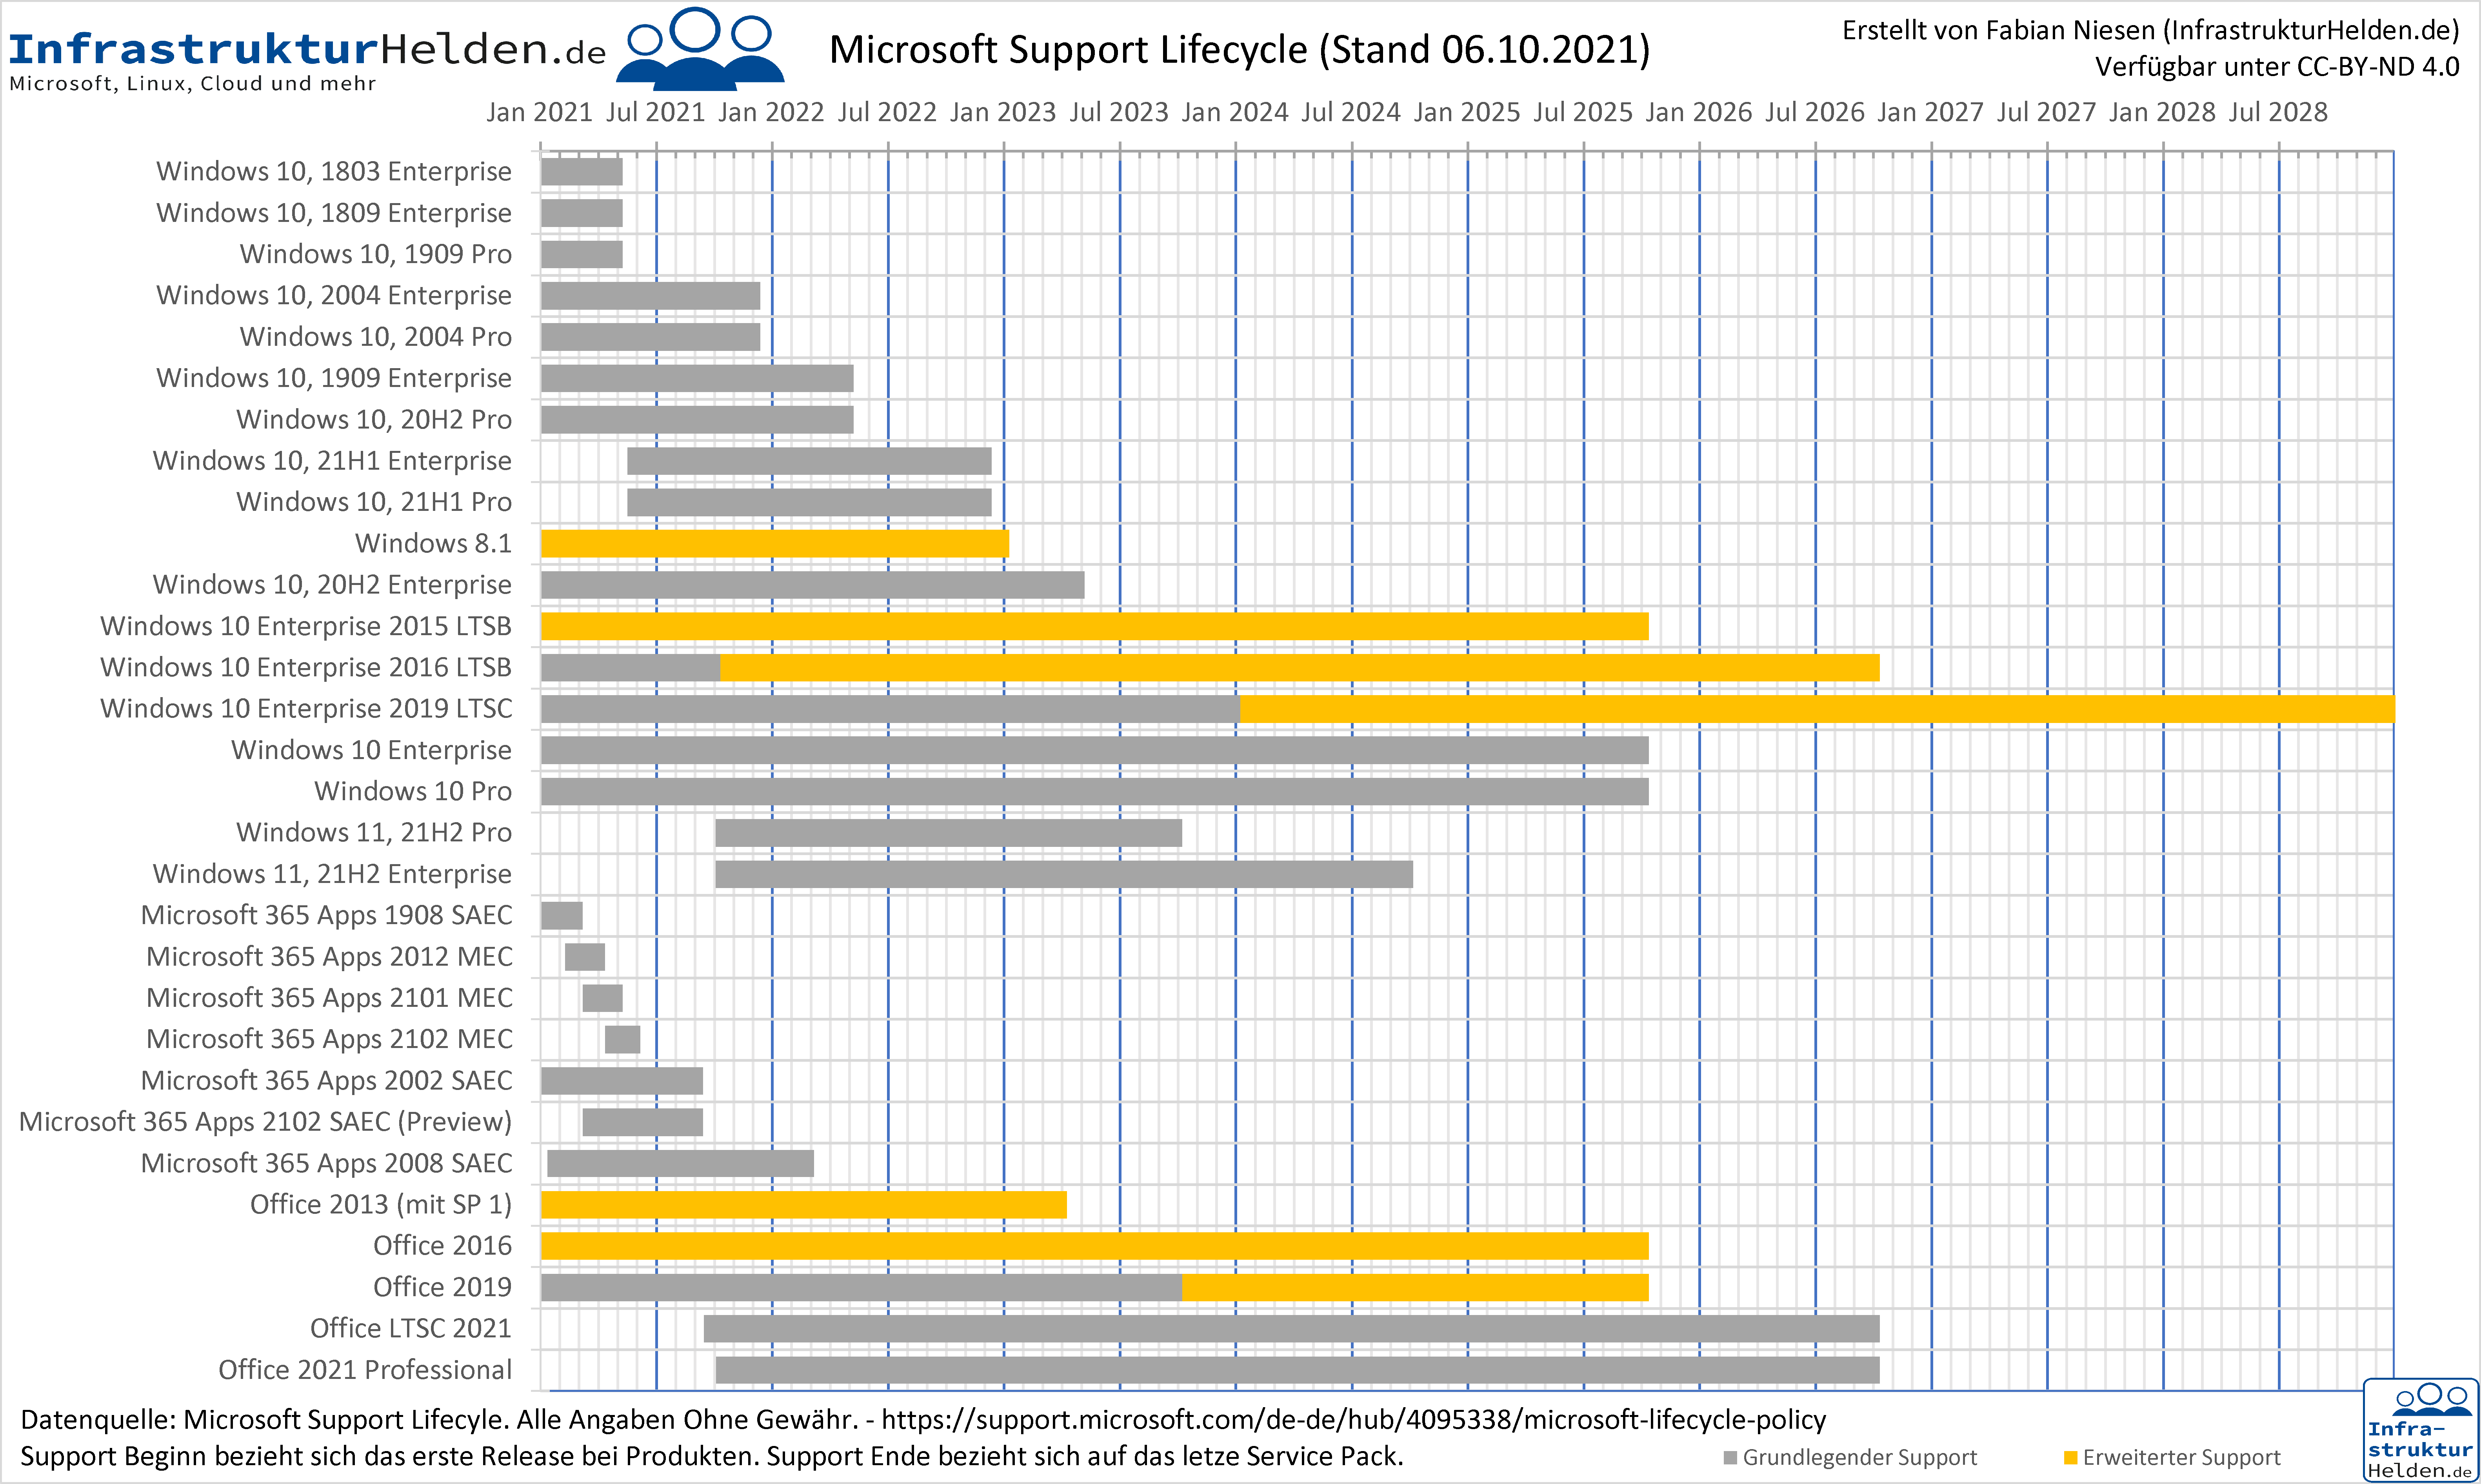 InfrastrukturHelden.de
Microsoft, Linux, Cloud und mehr
Microsoft Support Lifecycle (Stand 06.10.2021)
Erstellt von Fabian Niesen (InfrastrukturHelden.de)
Verfügbar unter CC-BY-ND 4.0
Jan 2021 Jul 2021 Jan 2022 Jul 2022 Jan 2023 Jul 2023 Jan 2024 Jul 2024 Jan 2025 Jul 2025 Jan 2026 Jul 2026 Jan 2027 Jul 2027 Jan 2028 Jul 2028
Windows 10, 1803 Enterprise
Windows 10, 1809 Enterprise
Windows 10, 1909 Pro
Windows 10, 2004 Enterprise
Windows 10, 2004 Pro
Windows 10, 1909 Enterprise
Windows 10, 20H2 Pro
Windows 10, 21H1 Enterprise
Windows 10, 21H1 Pro
Windows 8.1
Windows 10, 20H2 Enterprise
Windows 10 Enterprise 2015 LTSB
Windows 10 Enterprise 2016 LTSB
Windows 10 Enterprise 2019 LTSC
Windows 10 Enterprise
Windows 10 Pro
Windows 11, 21H2 Pro
Windows 11, 21H2 Enterprise
Microsoft 365 Apps 1908 SAEC
Microsoft 365 Apps 2012 MEC
Microsoft 365 Apps 2101 MEC
Microsoft 365 Apps 2102 MEC
Microsoft 365 Apps 2002 SAEC
Microsoft 365 Apps 2102 SAEC (Preview)
Microsoft 365 Apps 2008 SAEC
Office 2013 (mit SP 1)
Office 2016
Office 2019
Office LTSC 2021
Office 2021 Professional
Datenquelle: Microsoft Support Lifecyle. Alle Angaben Ohne Gewähr. - https://support.microsoft.com/de-de/hub/4095338/microsoft-lifecycle-policy
Support Beginn bezieht sich das erste Release bei Produkten. Support Ende bezieht sich auf das letze Service Pack.
Grundlegender Support
Erweiterter Support
Infra-
struktur
Helden.de